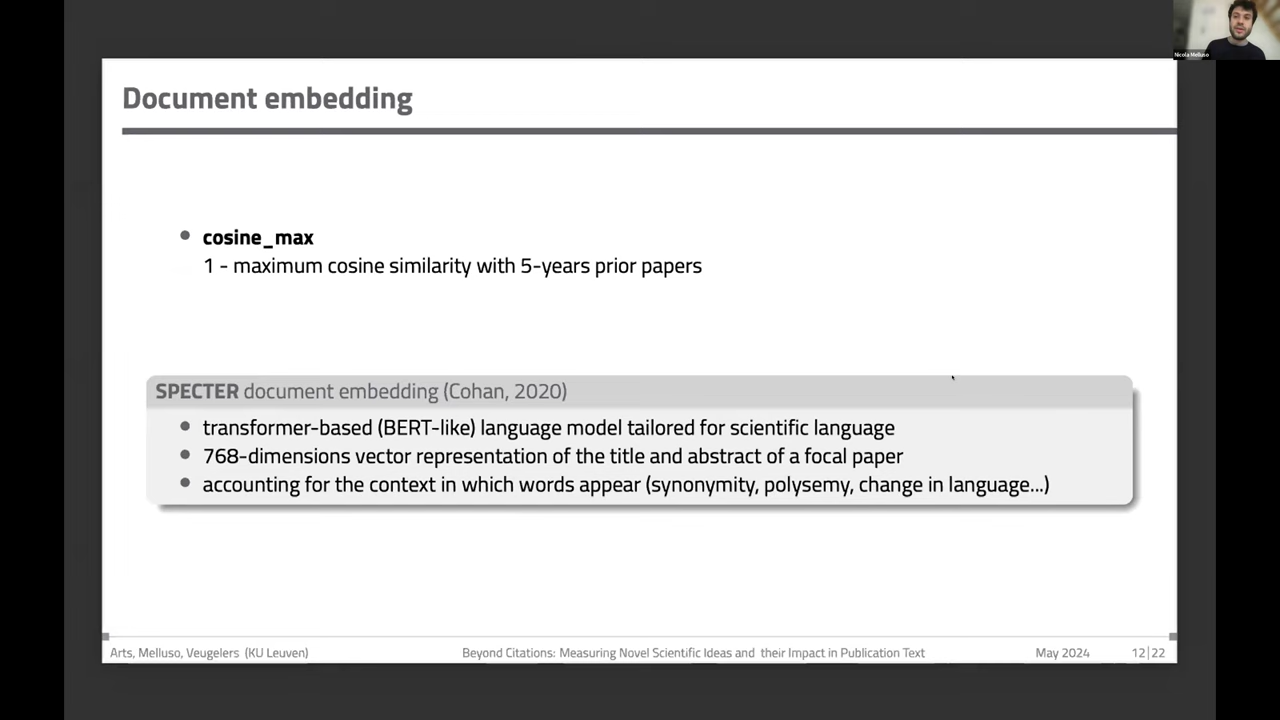 Nicola Melluso
Document embedding
• cosine_max
1 - maximum cosine similarity with 5-years prior papers
SPECTER document embedding (Cohan, 2020)
• transformer-based (BERT-like) language model tailored for scientific language
• 768-dimensions vector representation of the title and abstract of a focal paper
• accounting for the context in which words appear (synonymity, polysemy, change in language...)
Arts, Melluso, Veugelers (KU Leuven) Beyond Citations: Measuring Novel Scientific Ideas and their Impact in Publication Text May 2024 12|22